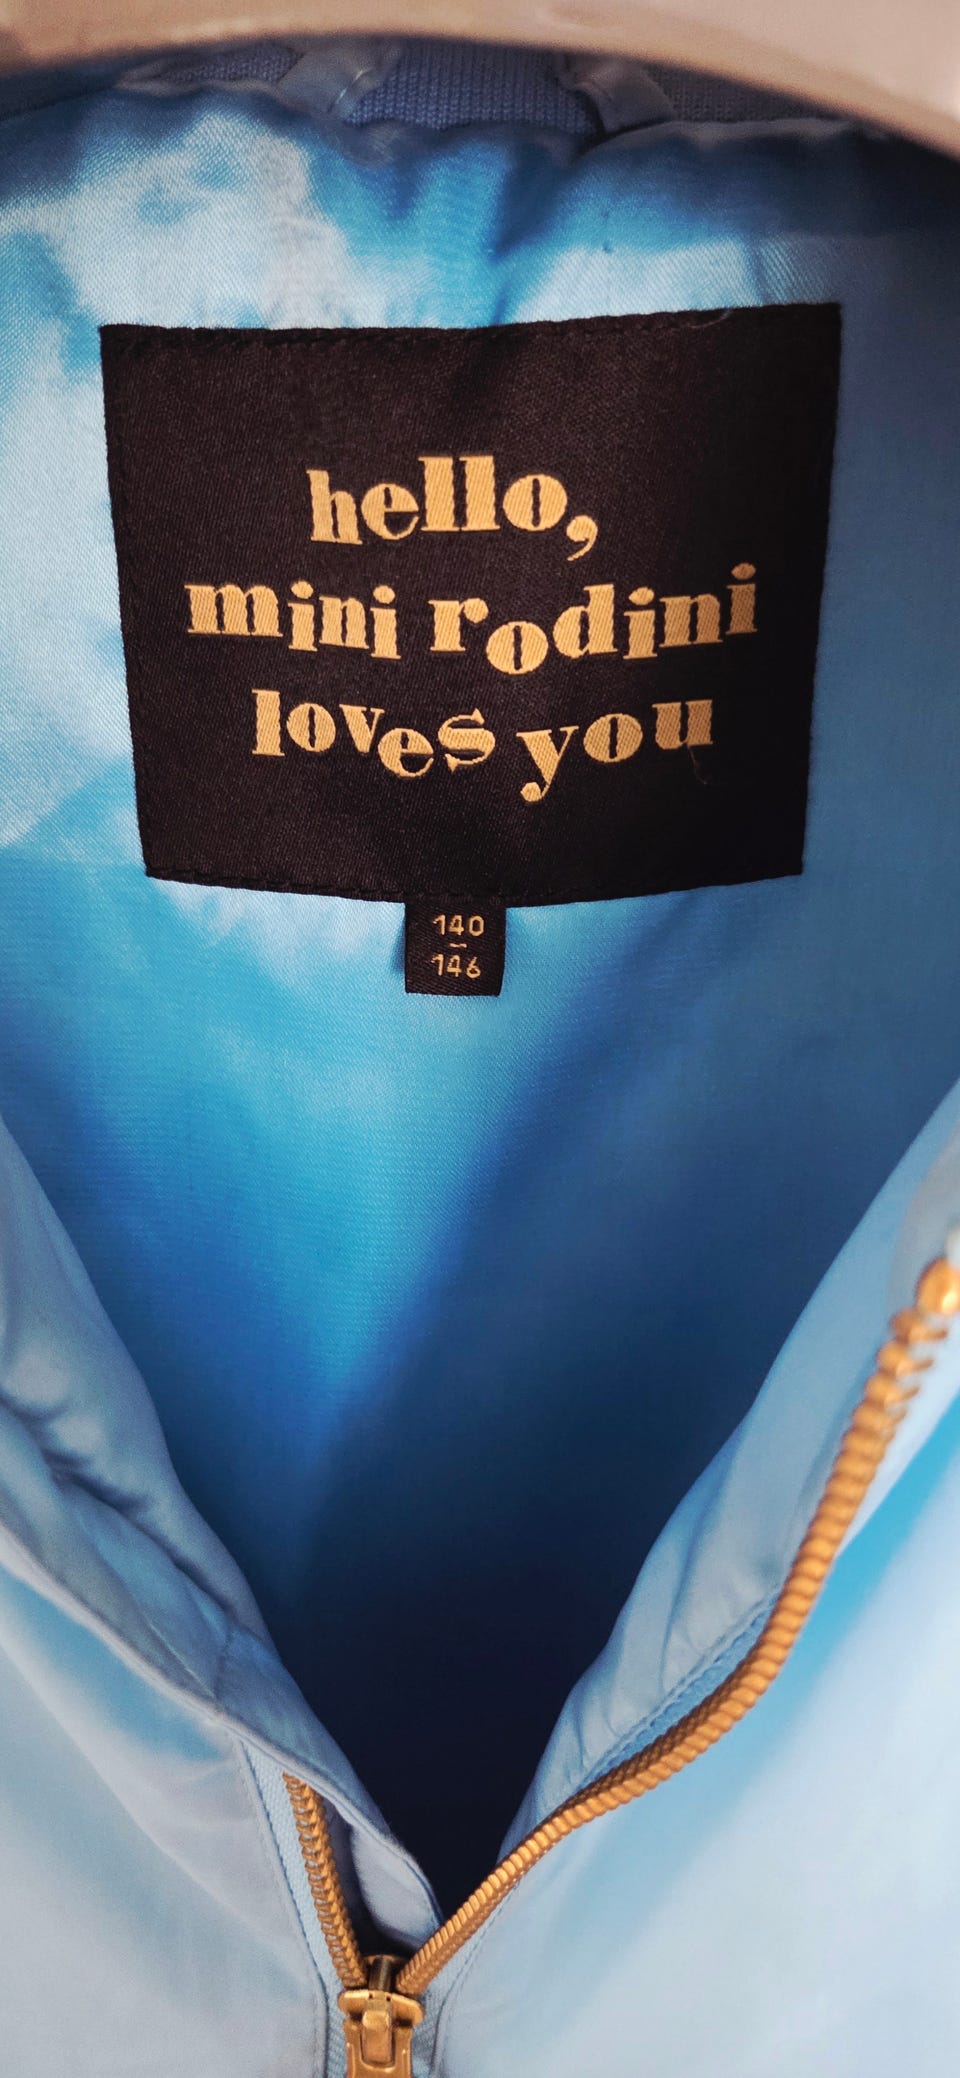 hello,
mini rodini
loves you
140
–
146